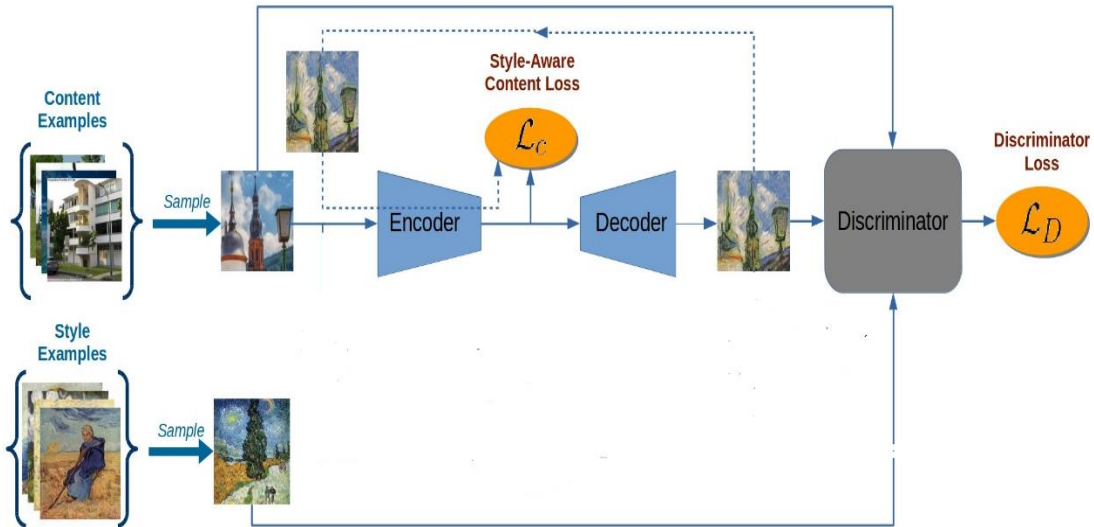 Style-Aware
Content Loss
Content
Examples
ℒc
Discriminator
Loss
Sample
Encoder
Decoder
Discriminator
ℒD
Style
Examples
Sample